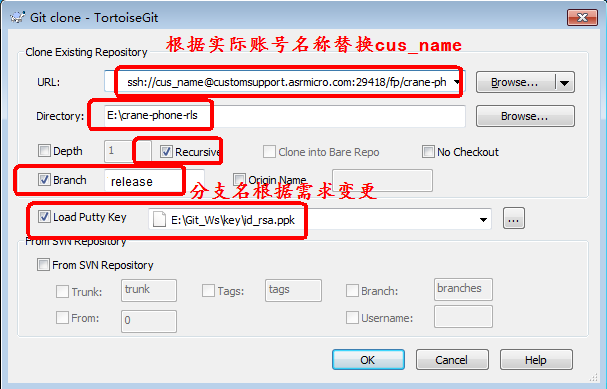 Git clone - TortoiseGit
根据实际账号名称替换cus_name
Clone Existing Repository
URL: ssh://cus_name@customsupport.asrmicro.com:29418/fp/crane-ph Browse...
Directory: E:\crane-phone-rls Browse...
Depth 1 Recursive Clone into Bare Repo No Checkout
Branch release Origin Name
分支名根据需求变更
Load Putty Key E:\Git_Ws\key\id_rsa.ppk ...
From SVN Repository
From SVN Repository
Trunk: trunk Tags: tags Branch: branches
From: 0 Username:
OK Cancel Help